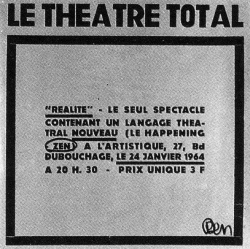 LE THEATRE TOTAL
"REALITE" - LE SEUL SPECTACLE
CONTENANT UN LANGAGE THEA-
TRAL NOUVEAU (LE HAPPENING
ZEN) A L'ARTISTIQUE, 27, Bd
DUBOUCHAGE, LE 24 JANVIER 1964
A 20 H. 30 - PRIX UNIQUE 3 F
Ben